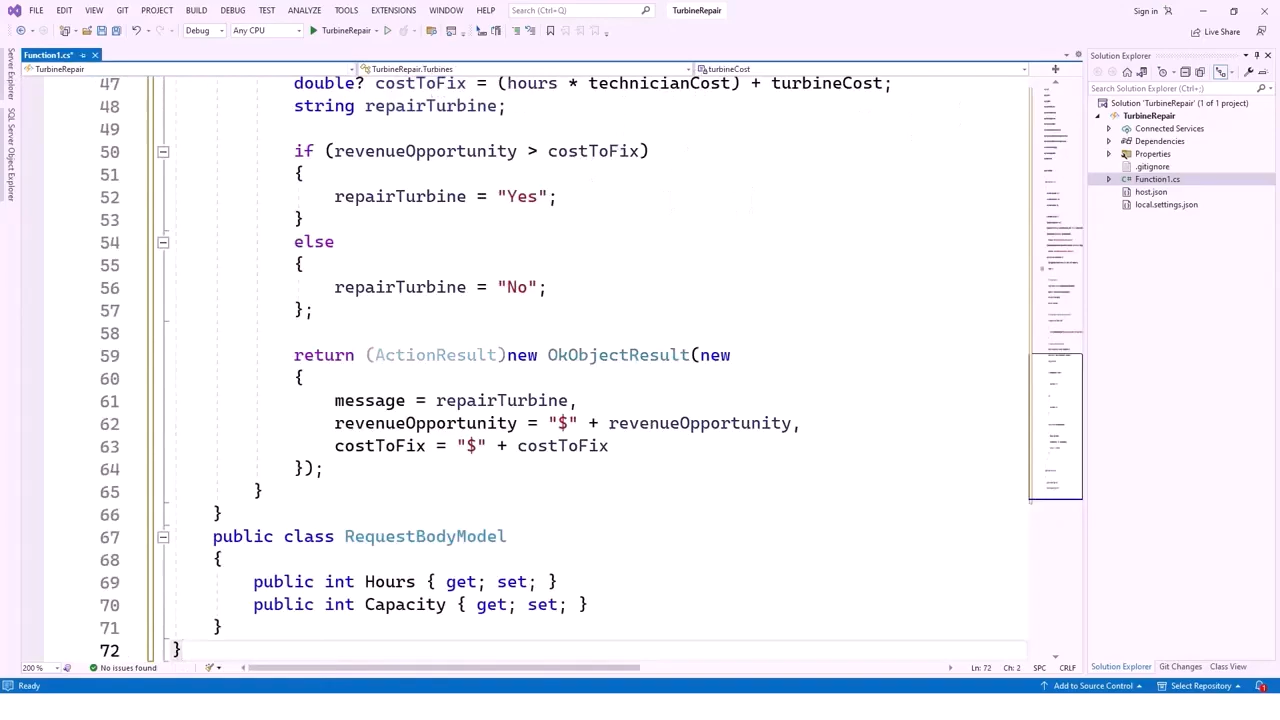 FILE EDIT VIEW GIT PROJECT BUILD DEBUG TEST ANALYZE TOOLS EXTENSIONS WINDOW HELP Search (Ctrl+Q) TurbineRepair Sign in
Debug Any CPU TurbineRepair Live Share
Function1.cs*
TurbineRepair TurbineRepair.Turbines turbineCost
Server Explorer
SQL Server Object Explorer
47 double? costToFix = (hours * technicianCost) + turbineCost;
48 string repairTurbine;
49
50 if (revenueOpportunity > costToFix)
51 {
52 repairTurbine = "Yes";
53 }
54 else
55 {
56 repairTurbine = "No";
57 };
58
59 return (ActionResult)new OkObjectResult(new
60 {
61 message = repairTurbine,
62 revenueOpportunity = "$" + revenueOpportunity,
63 costToFix = "$" + costToFix
64 });
65 }
66 }
67 public class RequestBodyModel
68 {
69 public int Hours { get; set; }
70 public int Capacity { get; set; }
71 }
72 }
200 % No issues found Ln: 72 Ch: 2 SPC CRLF
Solution Explorer
Search Solution Explorer (Ctrl+;)
Solution 'TurbineRepair' (1 of 1 project)
TurbineRepair
Connected Services
Dependencies
Properties
.gitignore
Function1.cs
host.json
local.settings.json
Solution Explorer Git Changes Class View
Ready Add to Source Control Select Repository 1